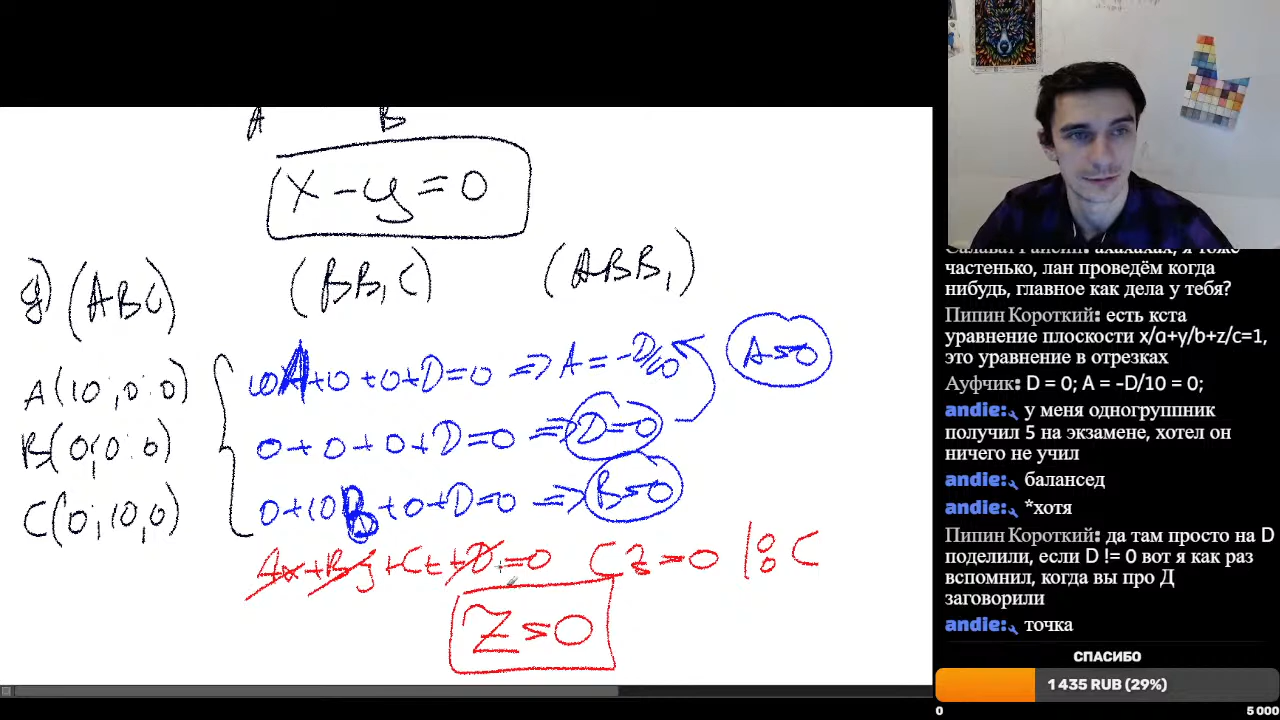 A B
x - y = 0
g) (ABC) (BB₁C) (ABB₁)
A(10; 0; 0) 10A + 0 + 0 + D = 0 => A = -D/10 A = 0
B(0; 0; 0) 0 + 0 + 0 + D = 0 => D = 0
C(0; 10; 0) 0 + 10B + 0 + D = 0 => B = 0
Ax + By + Cz + D = 0 Cz = 0 | : C
z = 0
частенько, лан проведём когда
нибудь, главное как дела у тебя?
Пипин Короткий: есть кста
уравнение плоскости x/a+y/b+z/c=1,
это уравнение в отрезках
Ауфчик: D = 0; A = -D/10 = 0;
andie: у меня одногруппник
получил 5 на экзамене, хотел он
ничего не учил
andie: балансед
andie: *хотя
Пипин Короткий: да там просто на D
поделили, если D != 0 вот я как раз
вспомнил, когда вы про Д
заговорили
andie: точка
СПАСИБО
1 435 RUB (29%)
0 5 000